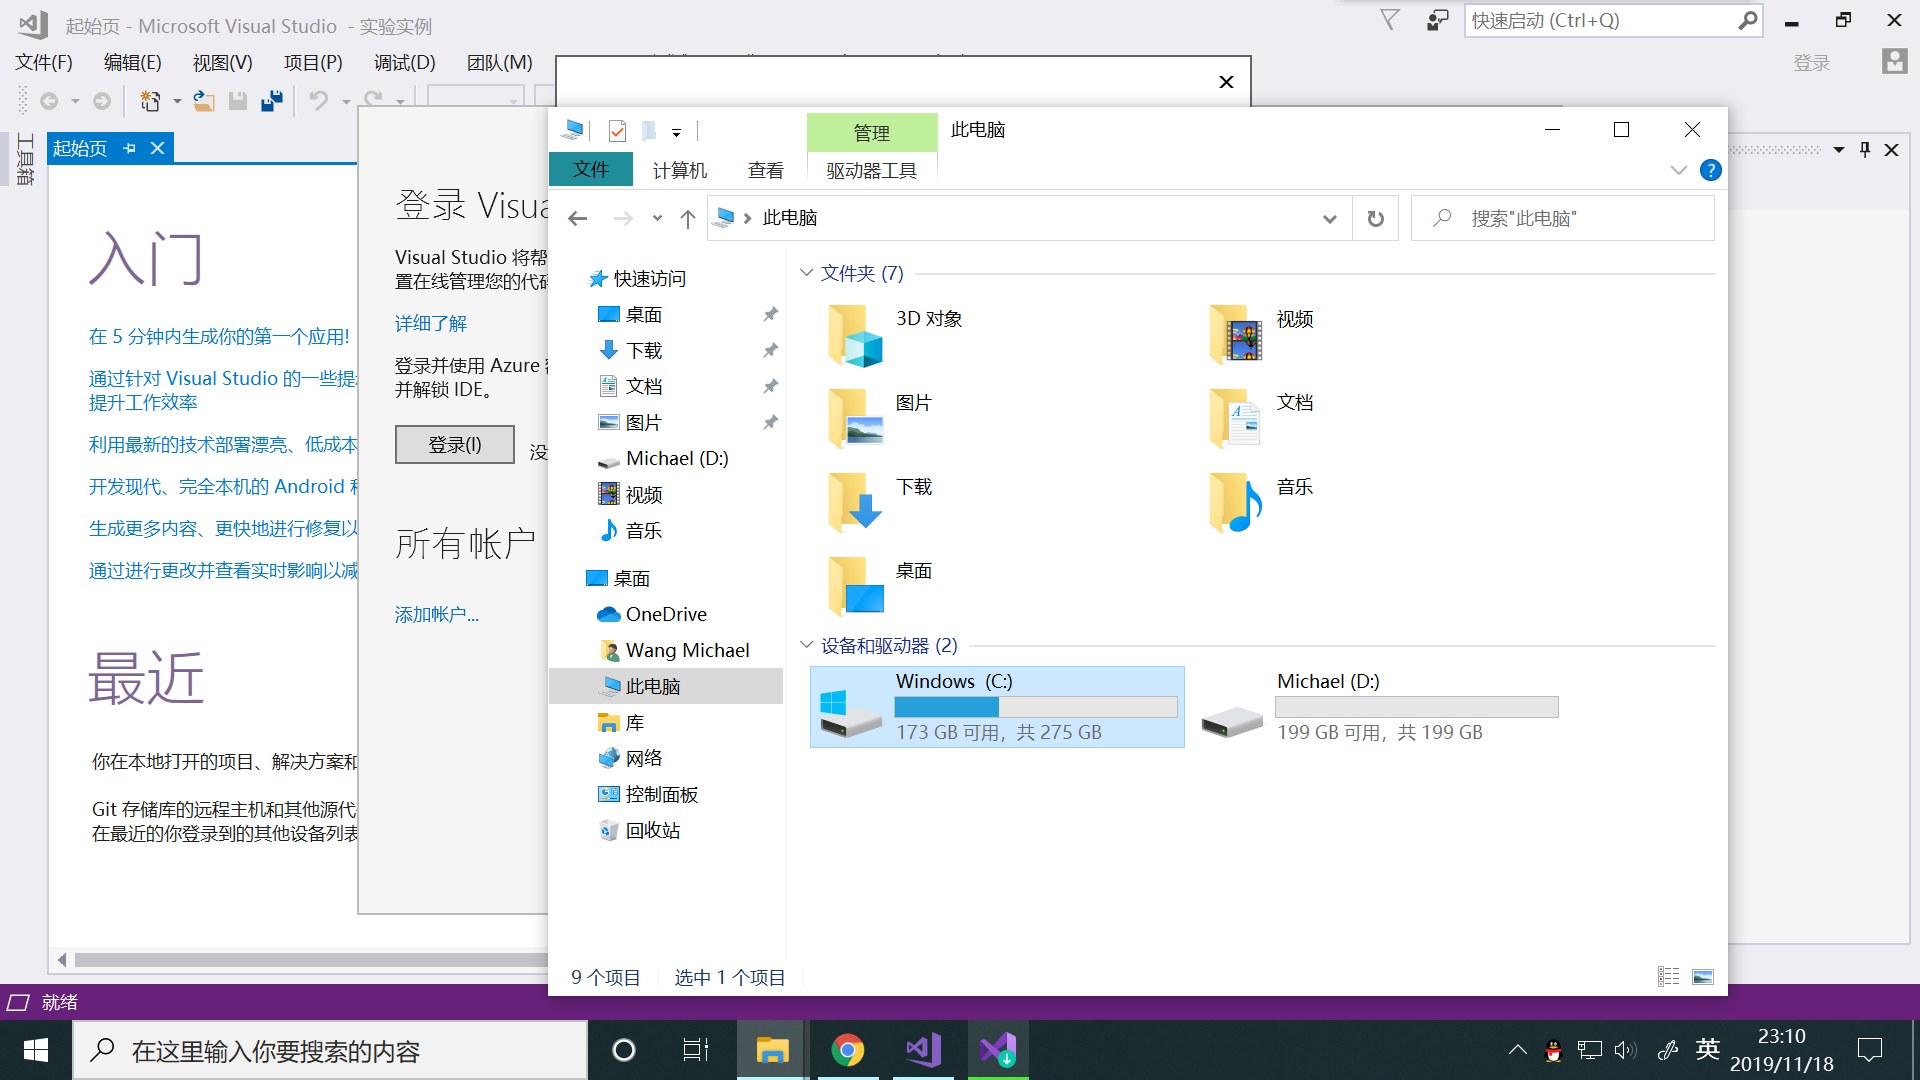 起始页 - Microsoft Visual Studio - 实验实例
快速启动 (Ctrl+Q)
文件(F) 编辑(E) 视图(V) 项目(P) 调试(D) 团队(M)
登录
工具箱
起始页
入门
在 5 分钟内生成你的第一个应用!
通过针对 Visual Studio 的一些提
提升工作效率
利用最新的技术部署漂亮、低成本
开发现代、完全本机的 Android 和
生成更多内容、更快地进行修复以
通过进行更改并查看实时影响以减
最近
你在本地打开的项目、解决方案和
Git 存储库的远程主机和其他源代
在最近的你登录到的其他设备列表
登录 Visua
Visual Studio 将帮
置在线管理您的代码
详细了解
登录并使用 Azure
并解锁 IDE。
登录(I)
没
所有帐户
添加帐户...
管理
此电脑
文件
计算机
查看
驱动器工具
此电脑
搜索"此电脑"
快速访问
桌面
下载
文档
图片
Michael (D:)
视频
音乐
桌面
OneDrive
Wang Michael
此电脑
库
网络
控制面板
回收站
文件夹 (7)
3D 对象
视频
图片
文档
下载
音乐
桌面
设备和驱动器 (2)
Windows (C:)
173 GB 可用，共 275 GB
Michael (D:)
199 GB 可用，共 199 GB
9 个项目
选中 1 个项目
就绪
在这里输入你要搜索的内容
英
23:10
2019/11/18